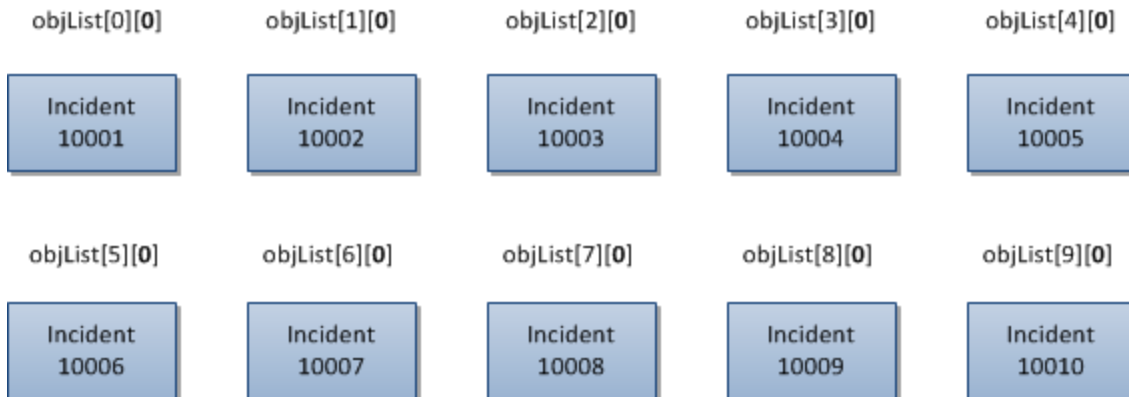 objList[0][0] objList[1][0] objList[2][0] objList[3][0] objList[4][0]
Incident Incident Incident Incident Incident
10001 10002 10003 10004 10005
objList[5][0] objList[6][0] objList[7][0] objList[8][0] objList[9][0]
Incident Incident Incident Incident Incident
10006 10007 10008 10009 10010